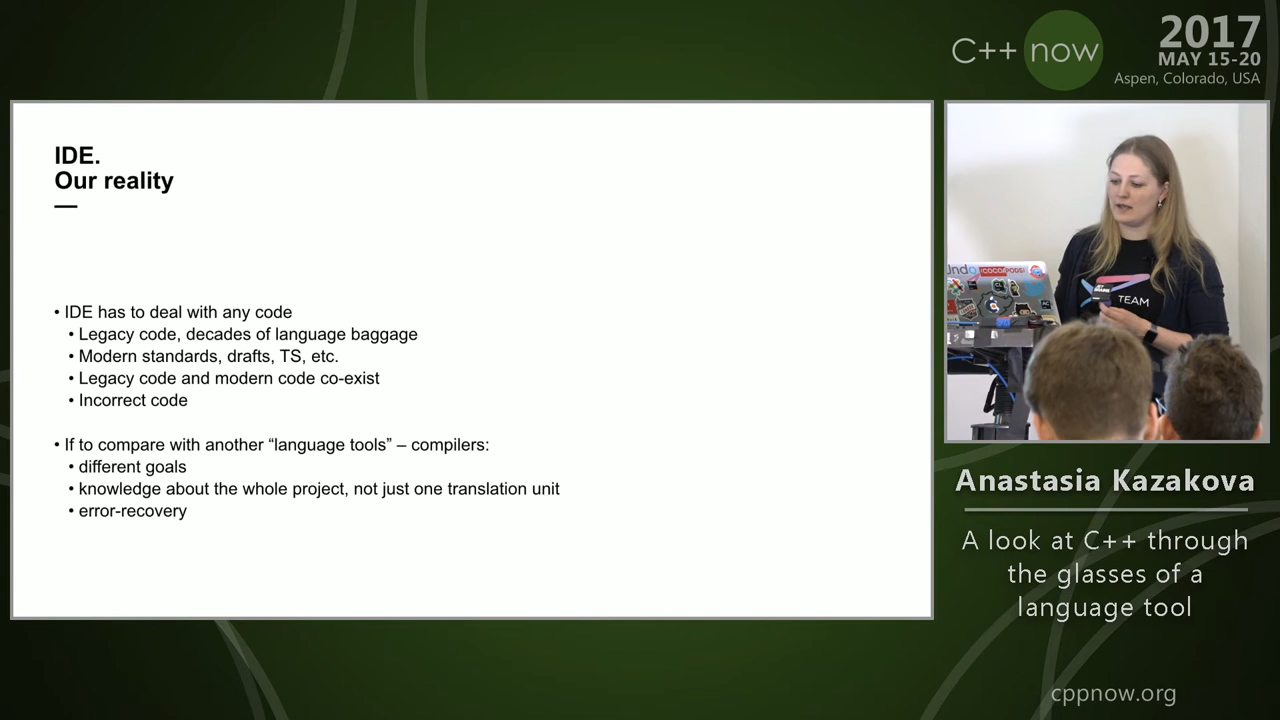 C++ now
2017
MAY 15-20
Aspen, Colorado, USA
IDE.
Our reality
• IDE has to deal with any code
• Legacy code, decades of language baggage
• Modern standards, drafts, TS, etc.
• Legacy code and modern code co-exist
• Incorrect code
• If to compare with another “language tools” – compilers:
• different goals
• knowledge about the whole project, not just one translation unit
• error-recovery
Undo
COCOAPODS
TEAM
Anastasia Kazakova
A look at C++ through
the glasses of a
language tool
cppnow.org